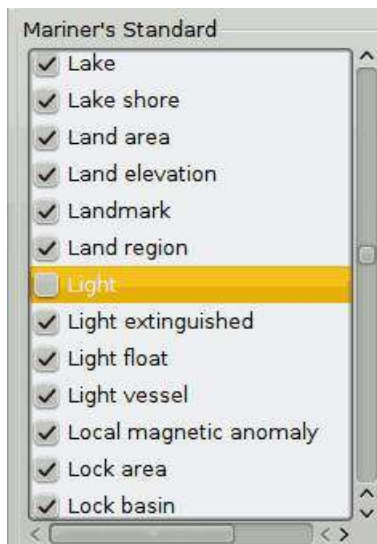 Mariner's Standard
Lake
Lake shore
Land area
Land elevation
Landmark
Land region
Light
Light extinguished
Light float
Light vessel
Local magnetic anomaly
Lock area
Lock basin